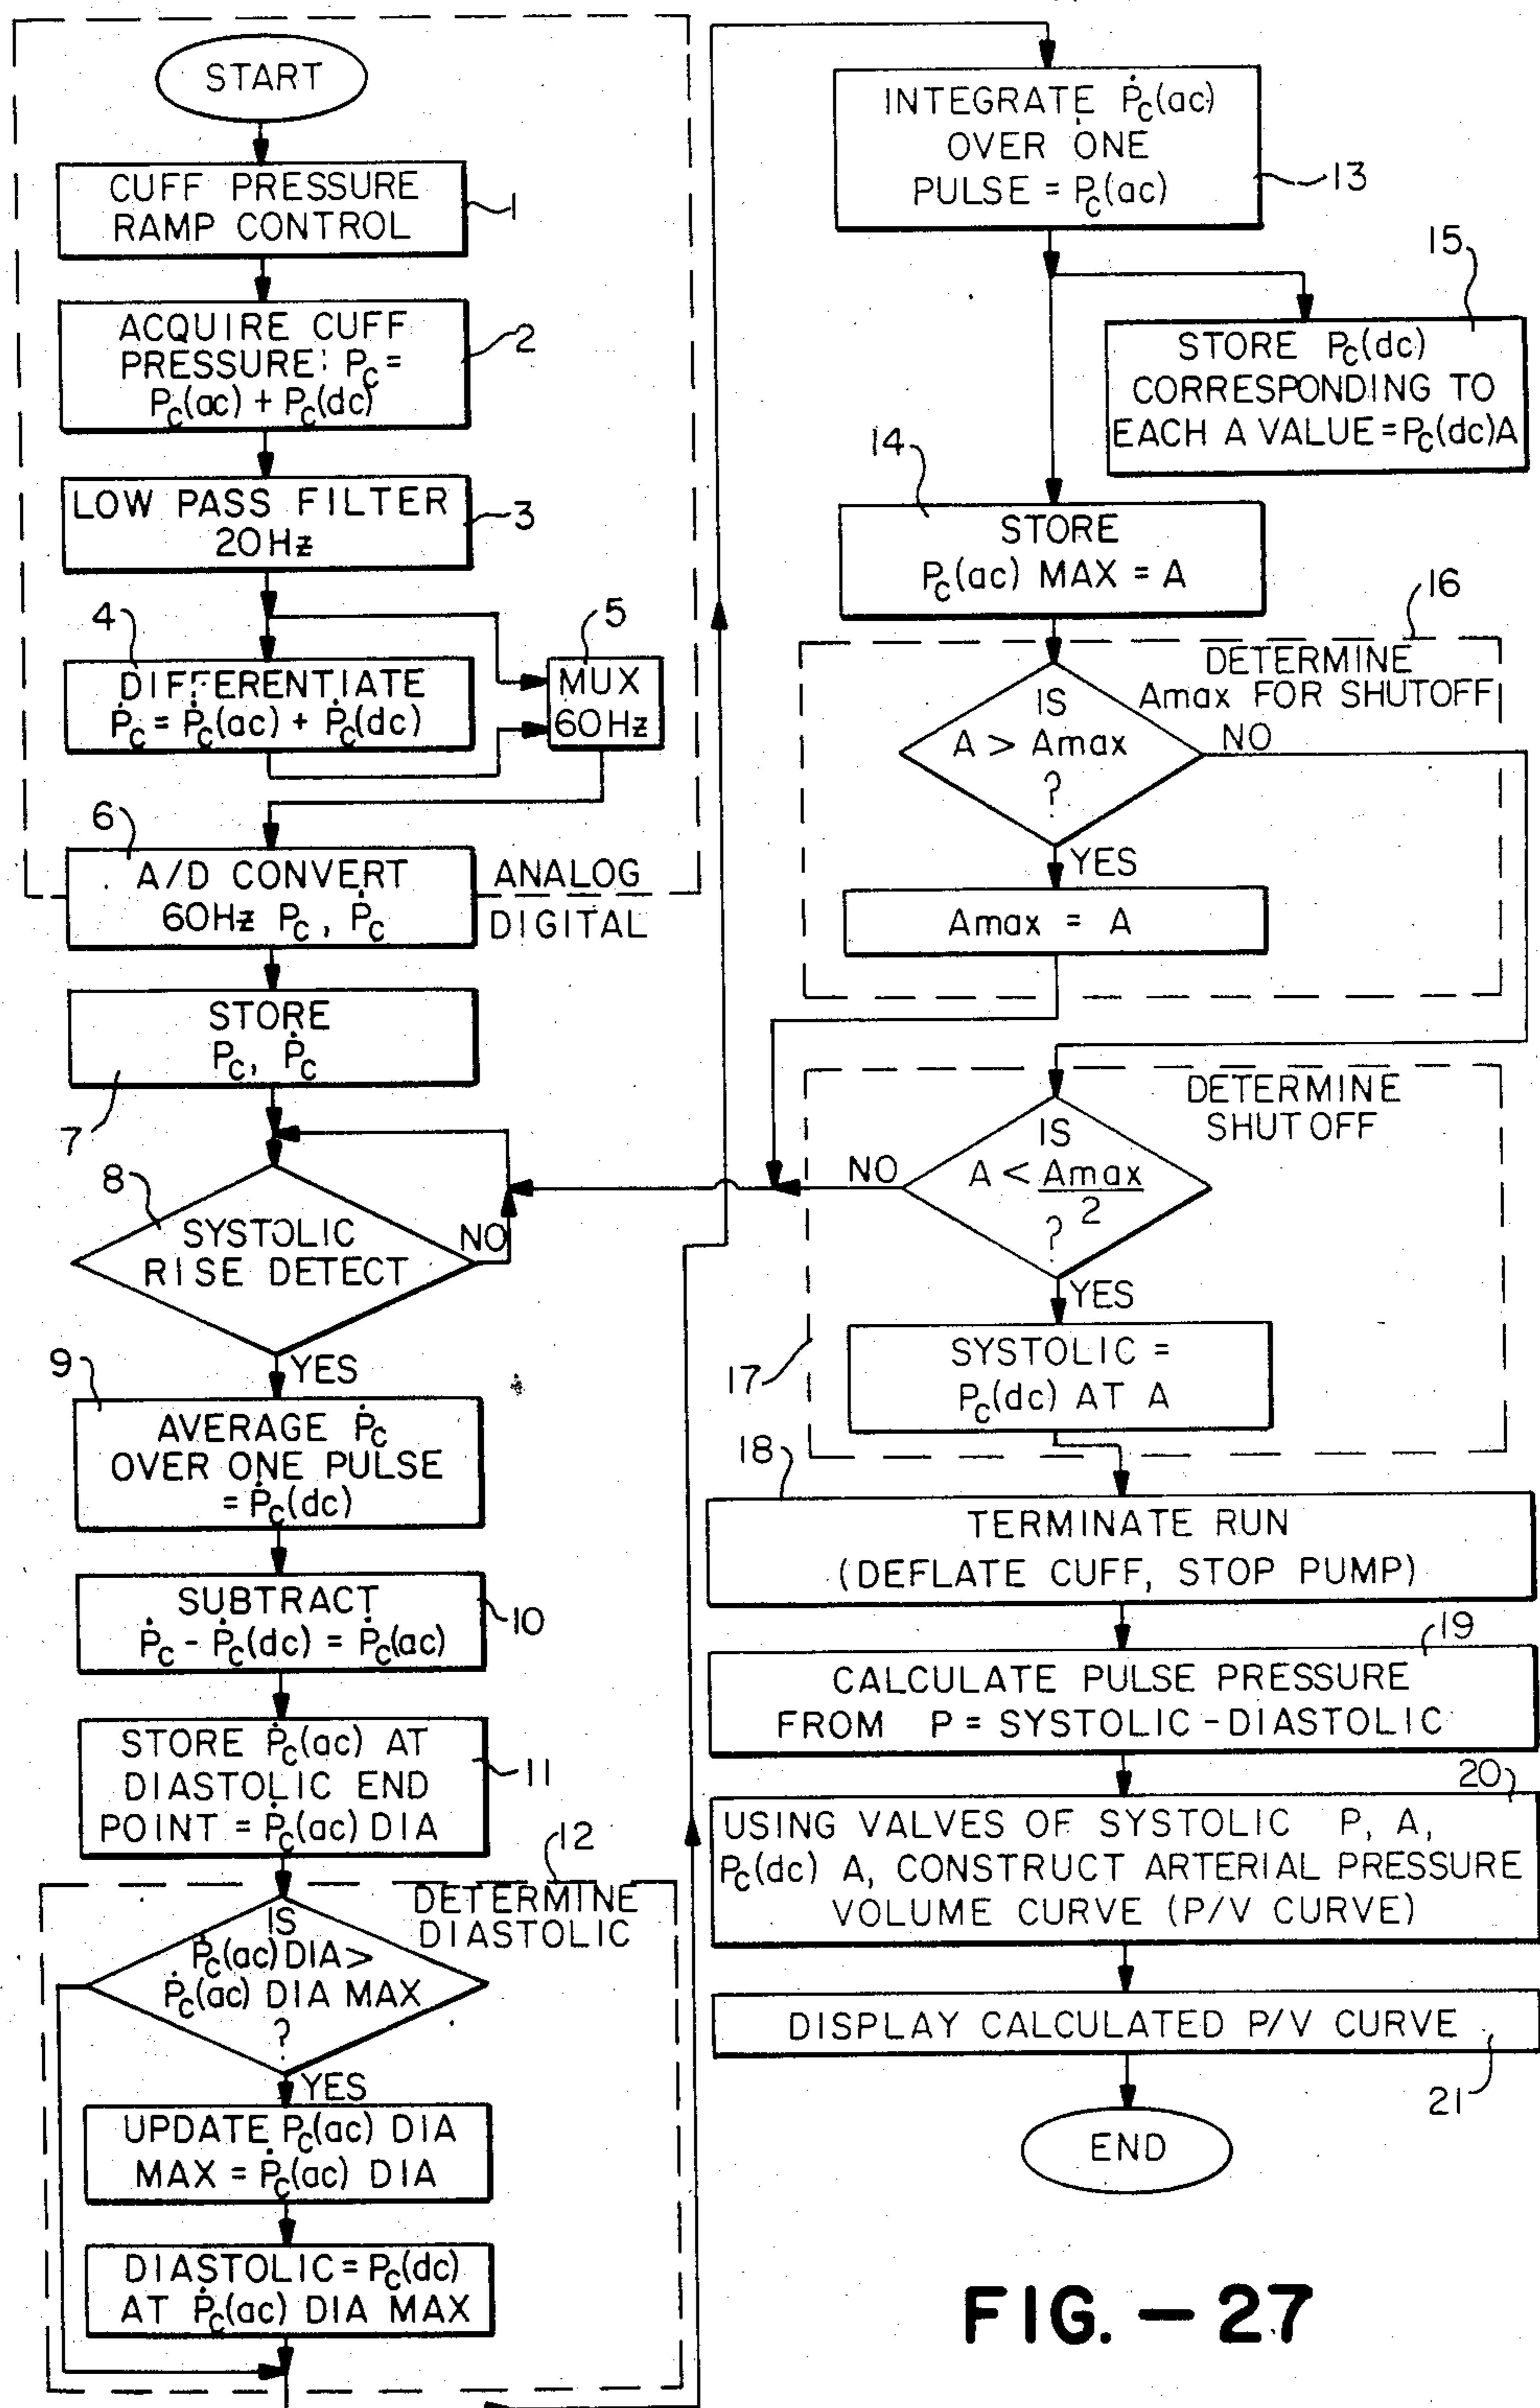 START
CUFF PRESSURE
RAMP CONTROL
1
ACQUIRE CUFF
PRESSURE: Pc =
Pc(ac) + Pc(dc)
2
LOW PASS FILTER
20Hz
3
4
DIFFERENTIATE
Ṗc = Ṗc(ac) + Ṗc(dc)
5
MUX
60Hz
6
A/D CONVERT
60Hz Pc, Ṗc
ANALOG
DIGITAL
STORE
Pc, Ṗc
7
8
SYSTOLIC
RISE DETECT
NO
YES
9
AVERAGE Ṗc
OVER ONE PULSE
= Ṗc(dc)
SUBTRACT
Ṗc - Ṗc(dc) = Ṗc(ac)
10
STORE Ṗc(ac) AT
DIASTOLIC END
POINT = Ṗc(ac) DIA
11
12
DETERMINE
DIASTOLIC
IS
Ṗc(ac) DIA >
Ṗc(ac) DIA MAX
?
YES
UPDATE Ṗc(ac) DIA
MAX = Ṗc(ac) DIA
DIASTOLIC = Pc(dc)
AT Ṗc(ac) DIA MAX
INTEGRATE Ṗc(ac)
OVER ONE
PULSE = Pc(ac)
13
15
STORE Pc(dc)
CORRESPONDING TO
EACH A VALUE = Pc(dc)A
14
STORE
Pc(ac) MAX = A
16
DETERMINE
Amax FOR SHUTOFF
IS
A > Amax
?
NO
YES
Amax = A
DETERMINE
SHUT OFF
IS
A < Amax
2
?
NO
YES
SYSTOLIC =
Pc(dc) AT A
17
18
TERMINATE RUN
(DEFLATE CUFF, STOP PUMP)
19
CALCULATE PULSE PRESSURE
FROM P = SYSTOLIC - DIASTOLIC
20
USING VALVES OF SYSTOLIC P, A,
Pc(dc) A, CONSTRUCT ARTERIAL PRESSURE
VOLUME CURVE (P/V CURVE)
DISPLAY CALCULATED P/V CURVE
21
END
FIG. - 27